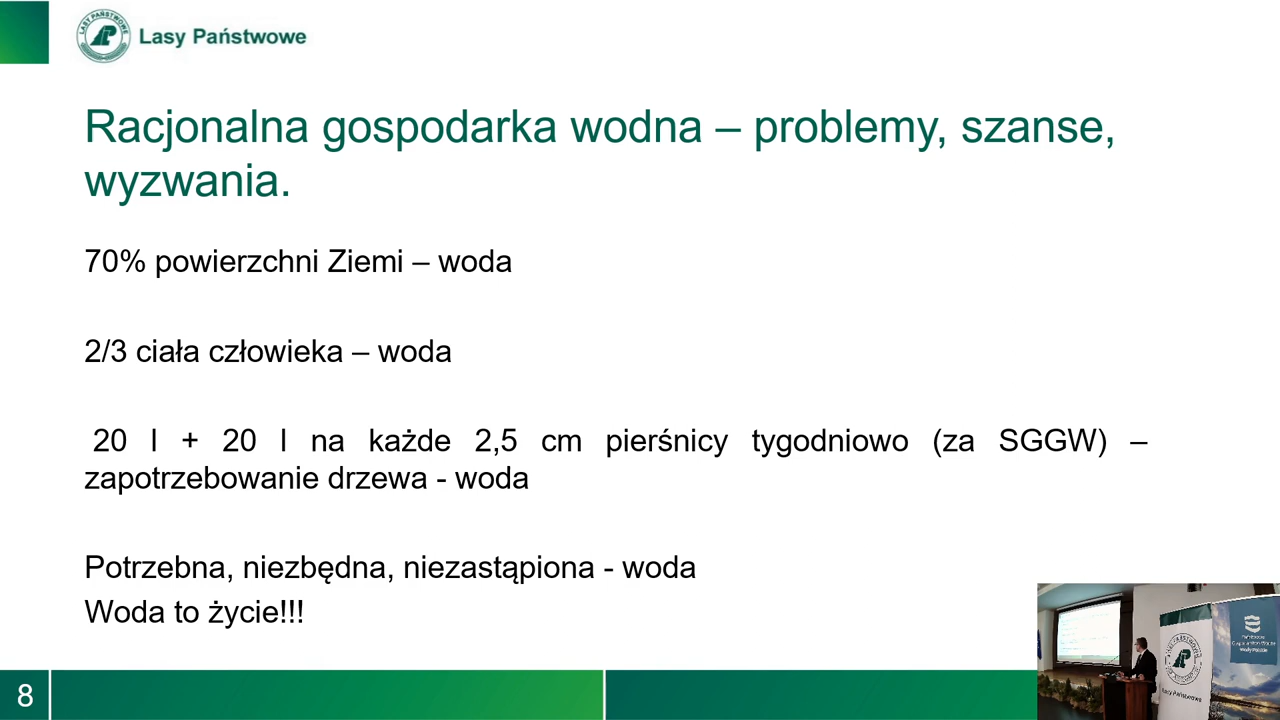 Lasy Państwowe
Racjonalna gospodarka wodna – problemy, szanse,
wyzwania.
70% powierzchni Ziemi – woda
2/3 ciała człowieka – woda
20 l + 20 l na każde 2,5 cm pierśnicy tygodniowo (za SGGW) –
zapotrzebowanie drzewa - woda
Potrzebna, niezbędna, niezastąpiona - woda
Woda to życie!!!
8
Lasy Państwowe